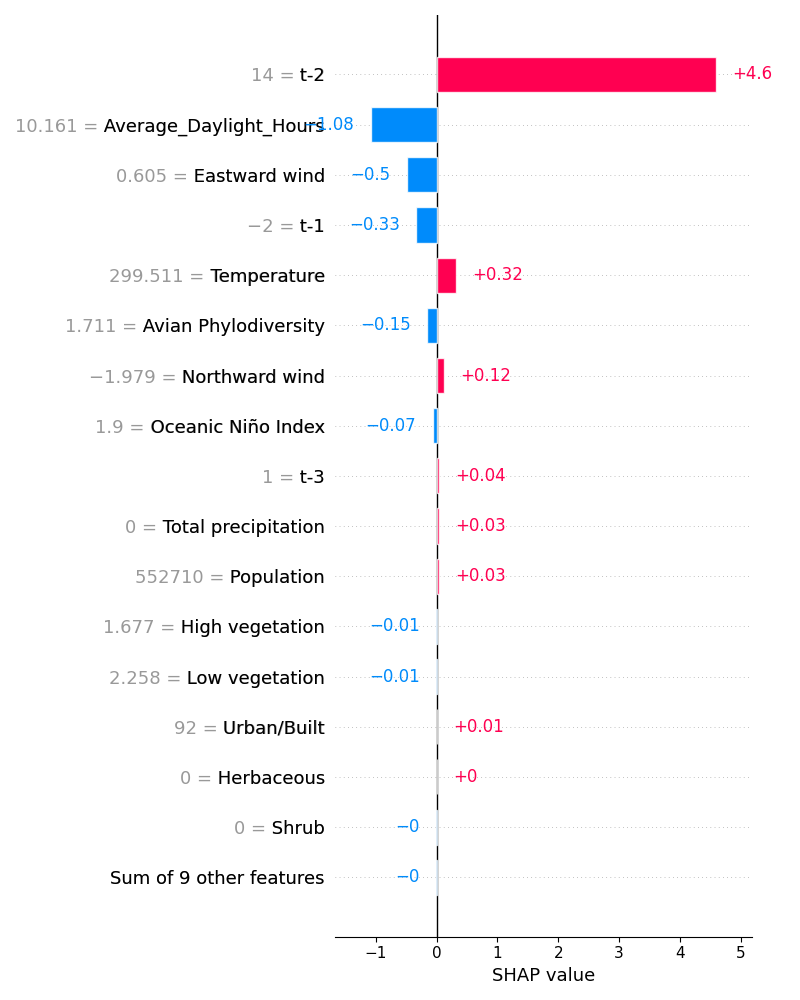 14 = t-2 +4.6
10.161 = Average_Daylight_Hours −1.08
0.605 = Eastward wind −0.5
−2 = t-1 −0.33
299.511 = Temperature +0.32
1.711 = Avian Phylodiversity −0.15
−1.979 = Northward wind +0.12
1.9 = Oceanic Niño Index −0.07
1 = t-3 +0.04
0 = Total precipitation +0.03
552710 = Population +0.03
1.677 = High vegetation −0.01
2.258 = Low vegetation −0.01
92 = Urban/Built +0.01
0 = Herbaceous +0
0 = Shrub −0
Sum of 9 other features −0
−1 0 1 2 3 4 5
SHAP value